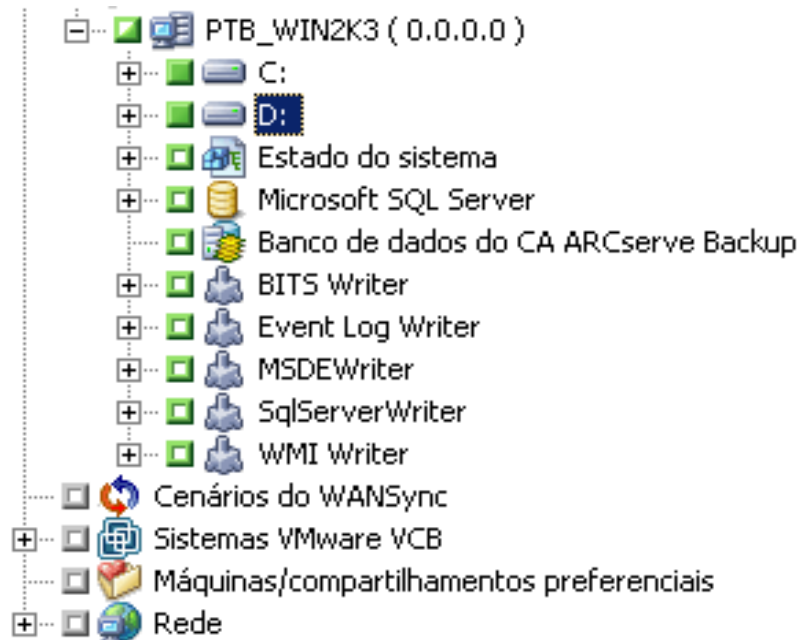 PTB_WIN2K3 ( 0.0.0.0 )
C:
D:
Estado do sistema
Microsoft SQL Server
Banco de dados do CA ARCserve Backup
BITS Writer
Event Log Writer
MSDEWriter
SqlServerWriter
WMI Writer
Cenários do WANSync
Sistemas VMware VCB
Máquinas/compartilhamentos preferenciais
Rede